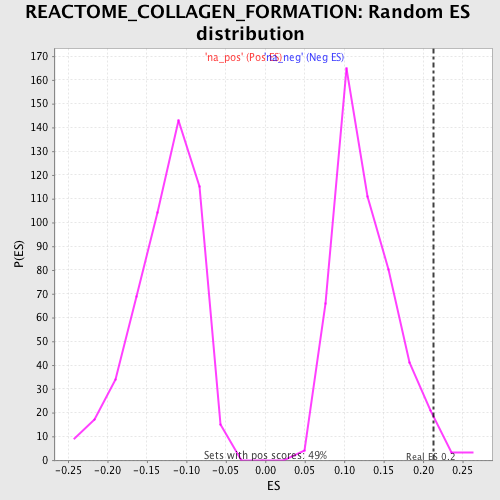 REACTOME_COLLAGEN_FORMATION: Random ES
distribution
'na_pos' (Pos ES) 'na_neg' (Neg ES)
170
160
150
140
130
120
110
100
90
80
70
60
50
40
30
20
10
0
P(ES)
Sets with pos scores: 49%
Real ES 0.2
-0.25 -0.20 -0.15 -0.10 -0.05 0.00 0.05 0.10 0.15 0.20 0.25
ES